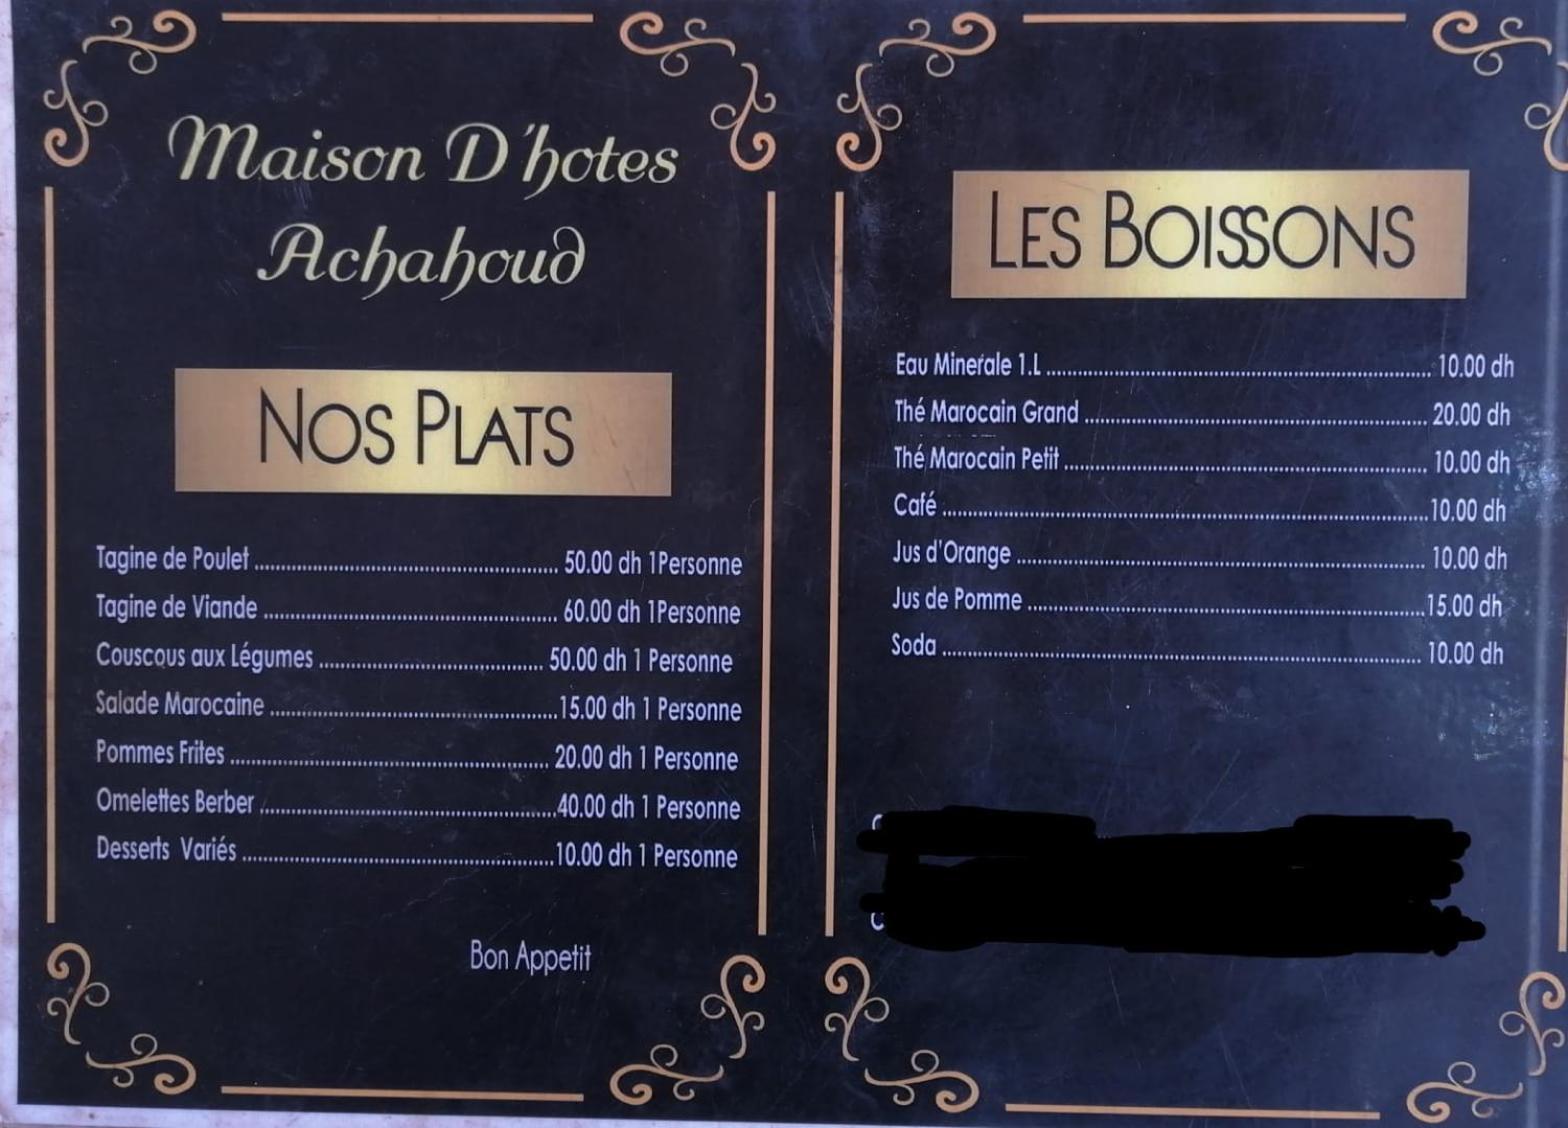 Maison D'hotes
Achahoud
NOS PLATS
Tagine de Poulet ........ 50.00 dh 1Personne
Tagine de Viande ........ 60.00 dh 1Personne
Couscous aux Légumes ........ 50.00 dh 1 Personne
Salade Marocaine ........ 15.00 dh 1 Personne
Pommes Frites ........ 20.00 dh 1 Personne
Omelettes Berber ........ 40.00 dh 1 Personne
Desserts Variés ........ 10.00 dh 1 Personne
Bon Appetit
LES BOISSONS
Eau Minerale 1.L ........ 10.00 dh
Thé Marocain Grand ........ 20.00 dh
Thé Marocain Petit ........ 10.00 dh
Café ........ 10.00 dh
Jus d'Orange ........ 10.00 dh
Jus de Pomme ........ 15.00 dh
Soda ........ 10.00 dh